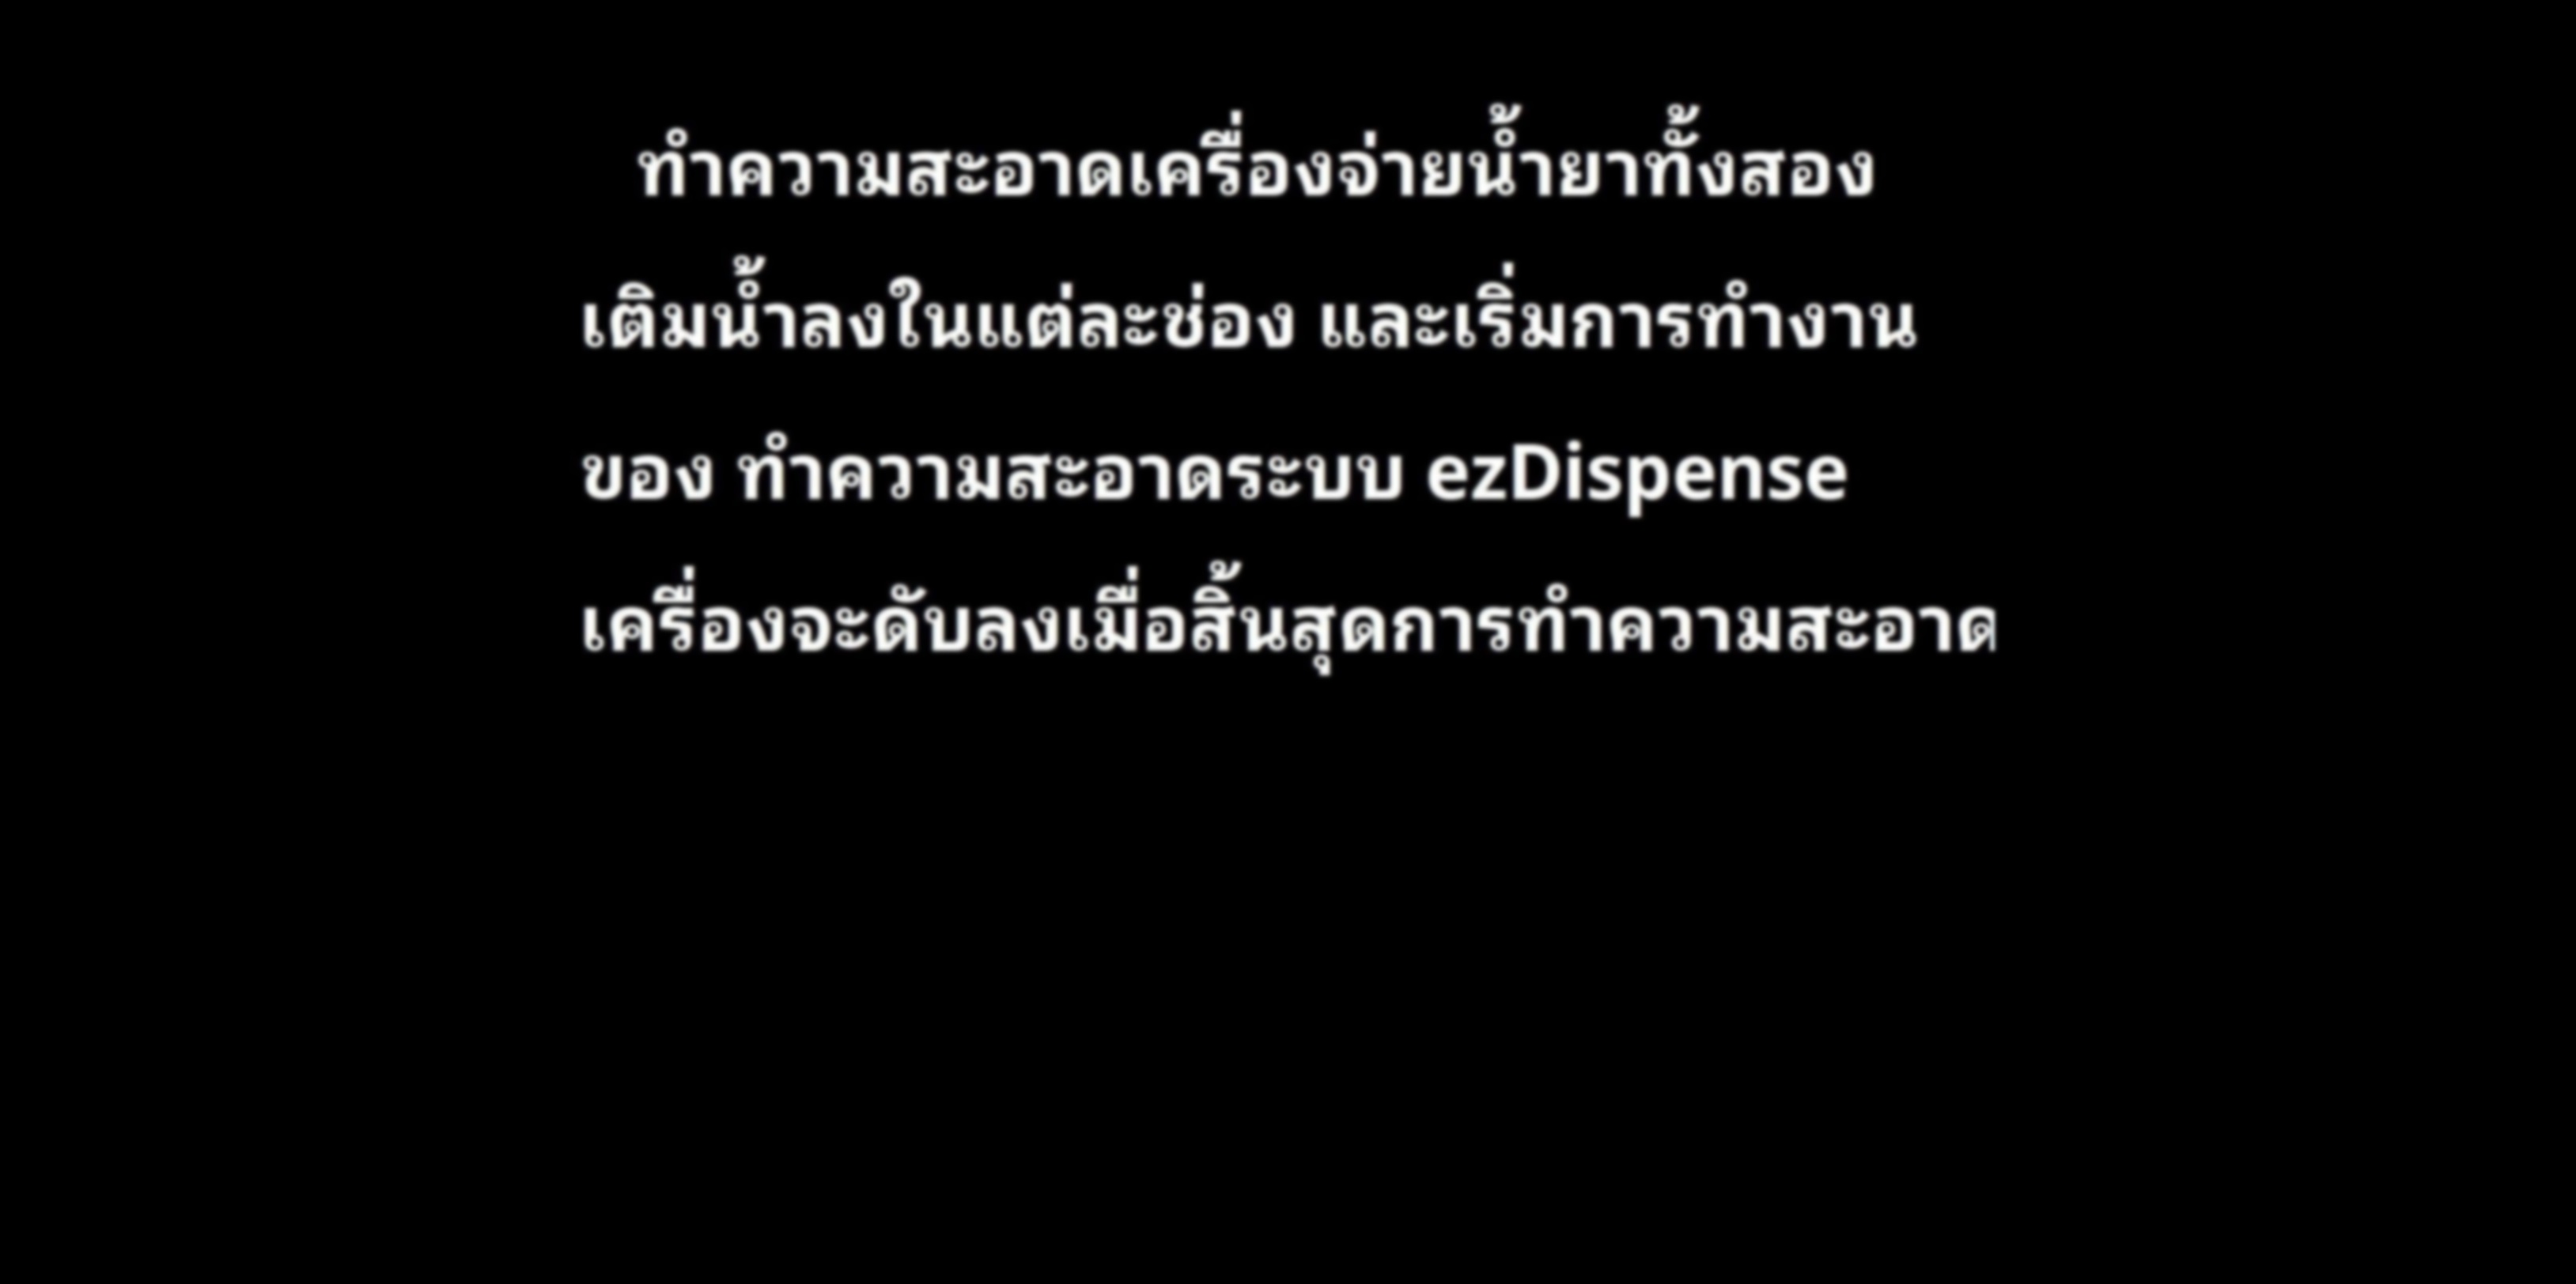 ทำความสะอาดเครื่องจ่ายน้ำยาทั้งสอง
เติมน้ำลงในแต่ละช่อง และเริ่มการทำงาน
ของ ทำความสะอาดระบบ ezDispense
เครื่องจะดับลงเมื่อสิ้นสุดการทำความสะอาด